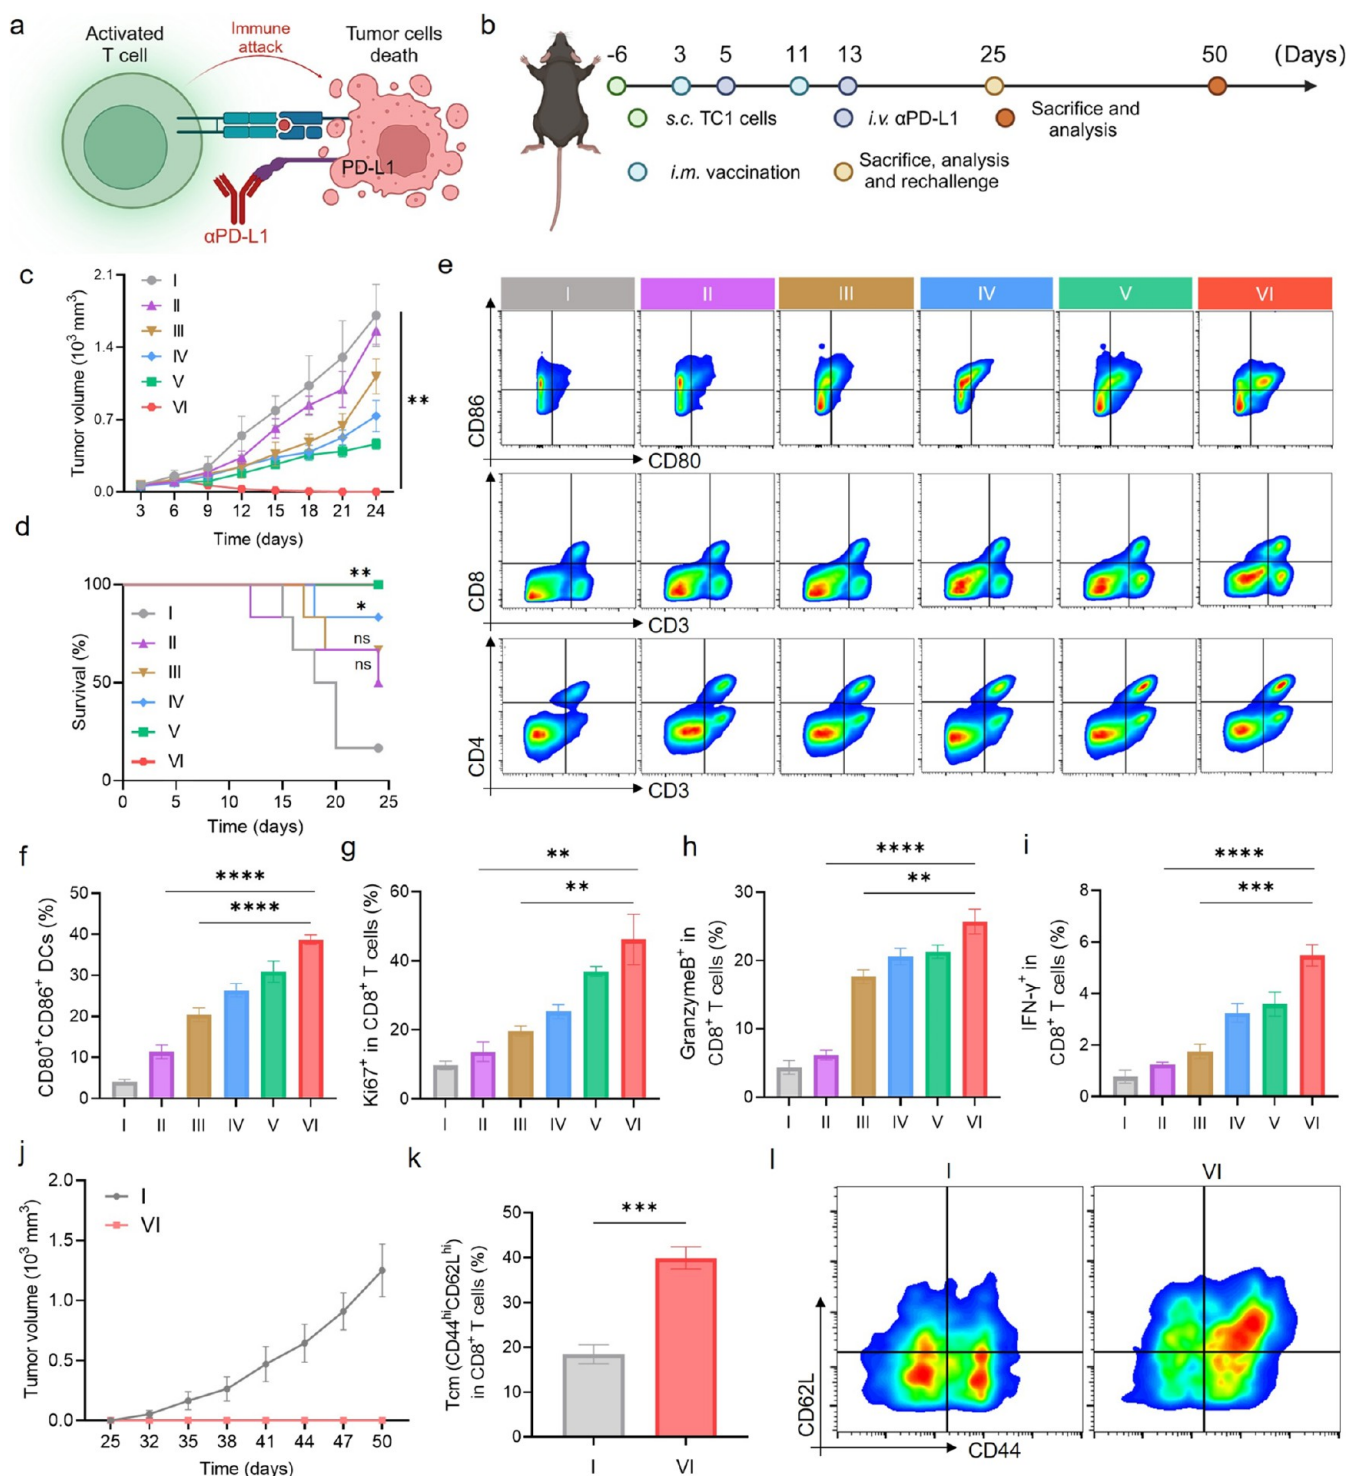 a
Activated
T cell
Immune
attack
Tumor cells
death
PD-L1
αPD-L1
b
-6 3 5 11 13 25 50 (Days)
s.c. TC1 cells
i.v. αPD-L1
Sacrifice and
analysis
i.m. vaccination
Sacrifice, analysis
and rechallenge
c
Tumor volume (10³ mm³)
2.1
1.4
0.7
0.0
I
II
III
IV
V
VI
**
3 6 9 12 15 18 21 24
Time (days)
d
Survival (%)
100
50
0
I
II
III
IV
V
VI
**
*
ns
ns
0 5 10 15 20 25
Time (days)
e
I II III IV V VI
CD86
CD80
CD8
CD3
CD4
CD3
f
CD80⁺CD86⁺ DCs (%)
50
40
30
20
10
0
****
****
I II III IV V VI
g
Ki67⁺ in CD8⁺ T cells (%)
60
40
20
0
**
**
I II III IV V VI
h
GranzymeB⁺ in
CD8⁺ T cells (%)
30
20
10
0
****
**
I II III IV V VI
i
IFN-γ⁺ in
CD8⁺ T cells (%)
8
6
4
2
0
****
***
I II III IV V VI
j
Tumor volume (10³ mm³)
2.0
1.5
1.0
0.5
0.0
I
VI
25 32 35 38 41 44 47 50
Time (days)
k
Tcm (CD44ʰⁱCD62Lʰⁱ)
in CD8⁺ T cells (%)
50
40
30
20
10
0
***
I VI
l
I VI
CD62L
CD44